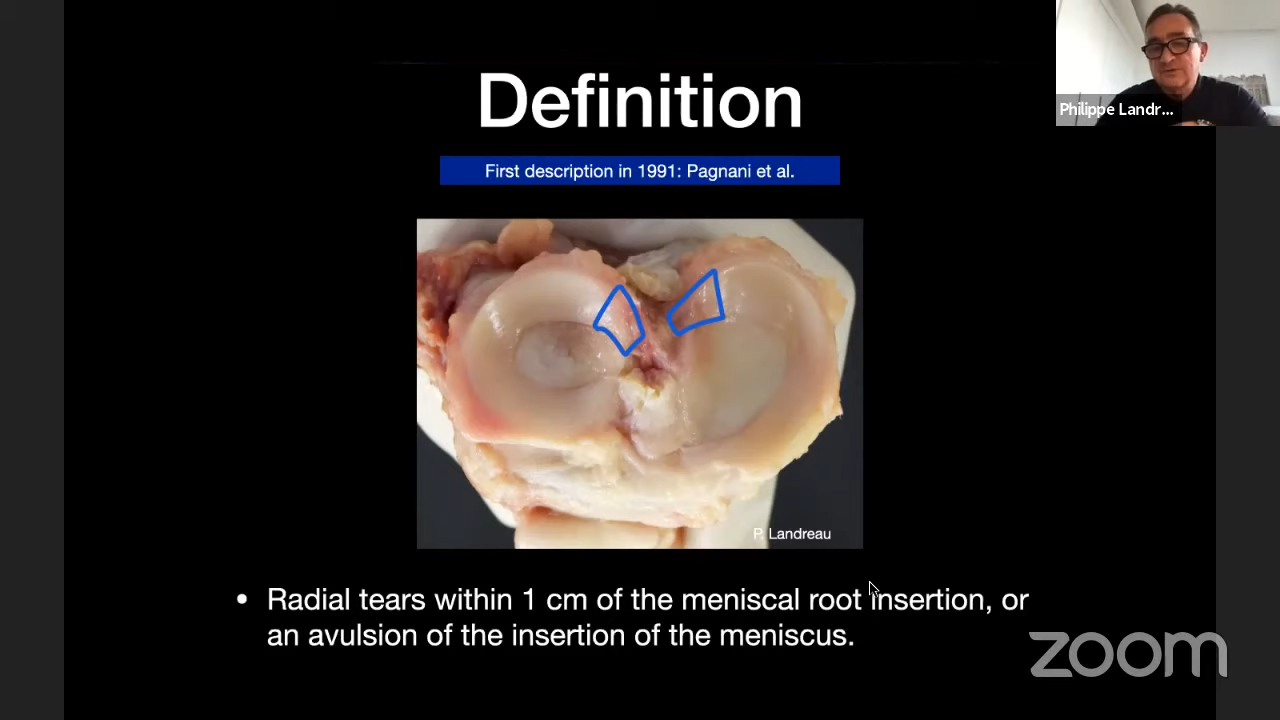 Definition
Philippe Landr...
First description in 1991: Pagnani et al.
P. Landreau
• Radial tears within 1 cm of the meniscal root insertion, or
an avulsion of the insertion of the meniscus.
zoom